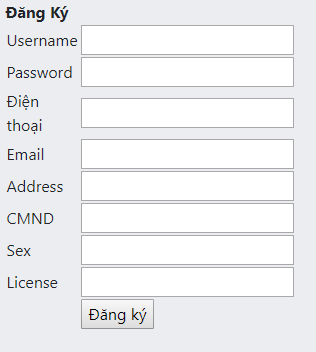 Đăng Ký
Username
Password
Điện
thoại
Email
Address
CMND
Sex
License
Đăng ký